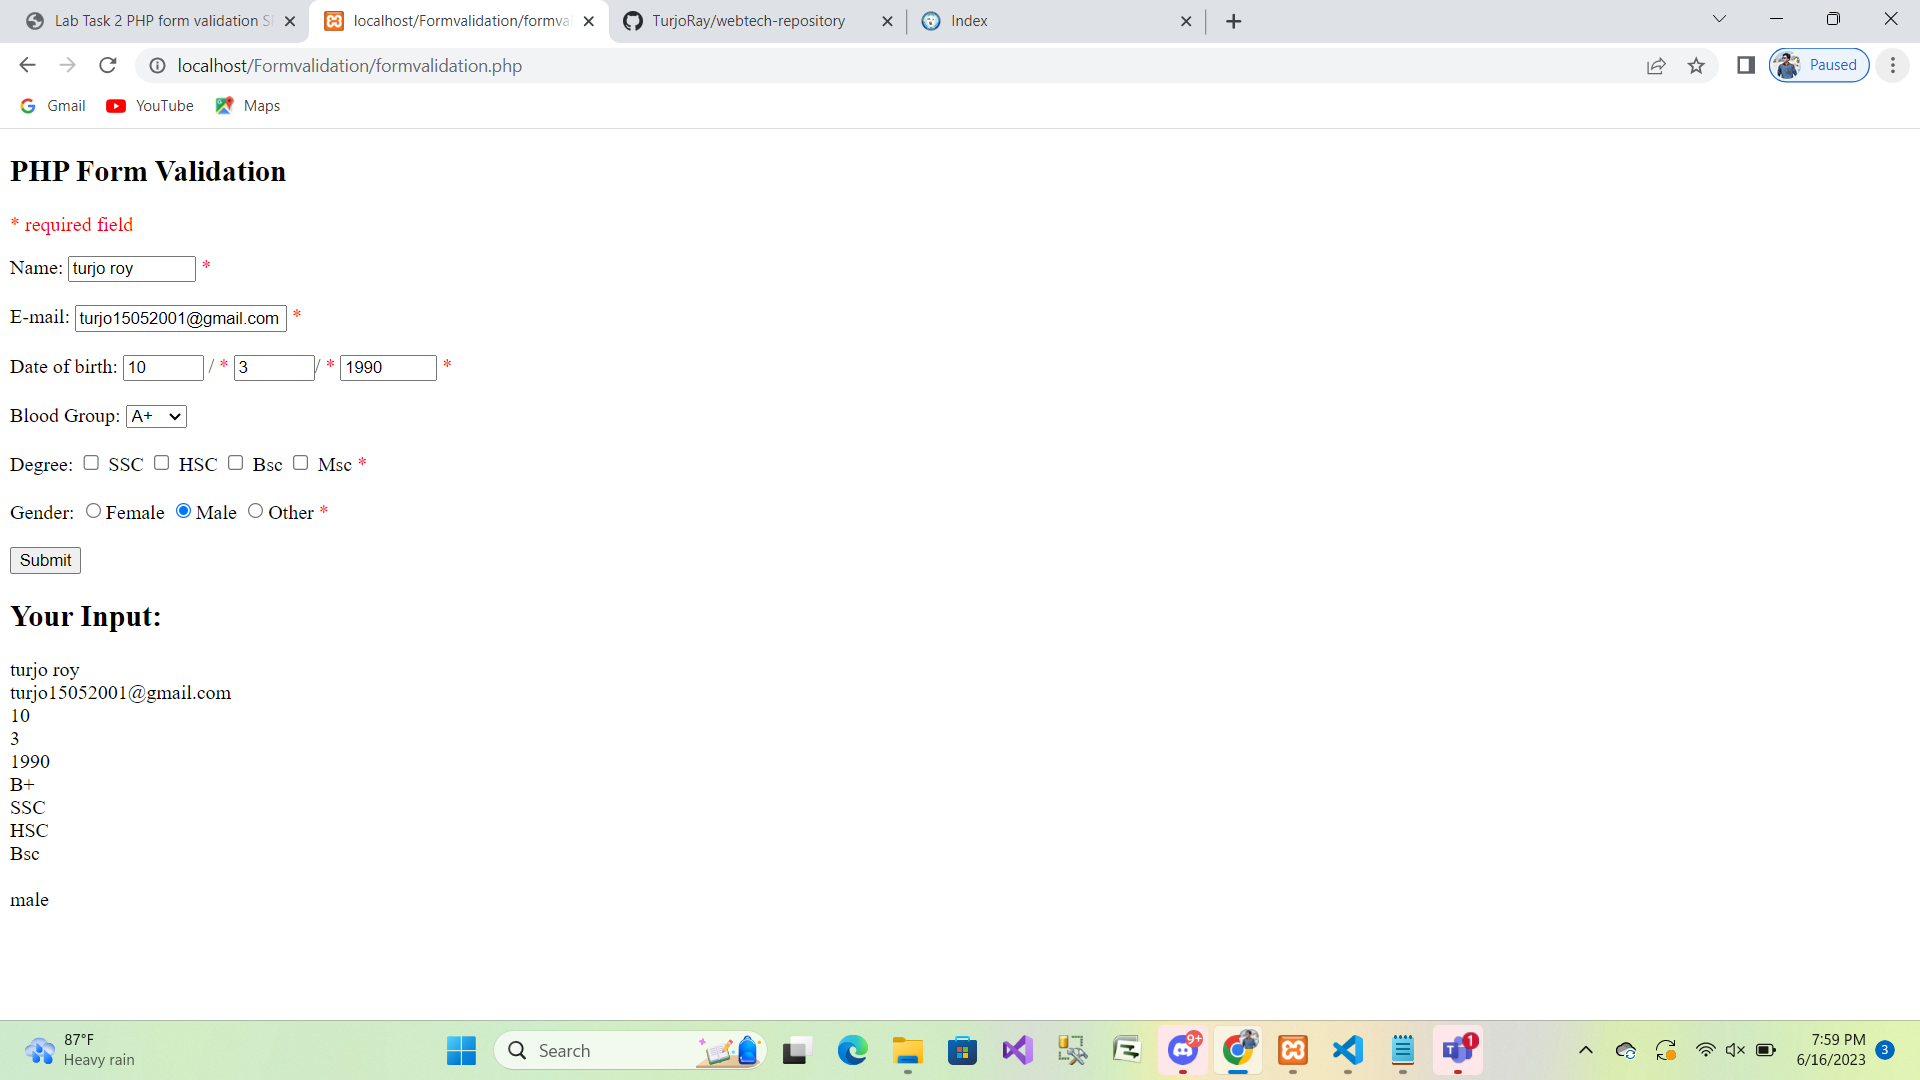 Lab Task 2 PHP form validation S
localhost/Formvalidation/formva
TurjoRay/webtech-repository
Index
localhost/Formvalidation/formvalidation.php
Paused
Gmail
YouTube
Maps
PHP Form Validation
* required field
Name: turjo roy *
E-mail: turjo15052001@gmail.com *
Date of birth: 10 / * 3 / * 1990 *
Blood Group: A+
Degree: SSC HSC Bsc Msc *
Gender: Female Male Other *
Submit
Your Input:
turjo roy
turjo15052001@gmail.com
10
3
1990
B+
SSC
HSC
Bsc
male
87°F
Heavy rain
Search
9+
1
7:59 PM
6/16/2023
3